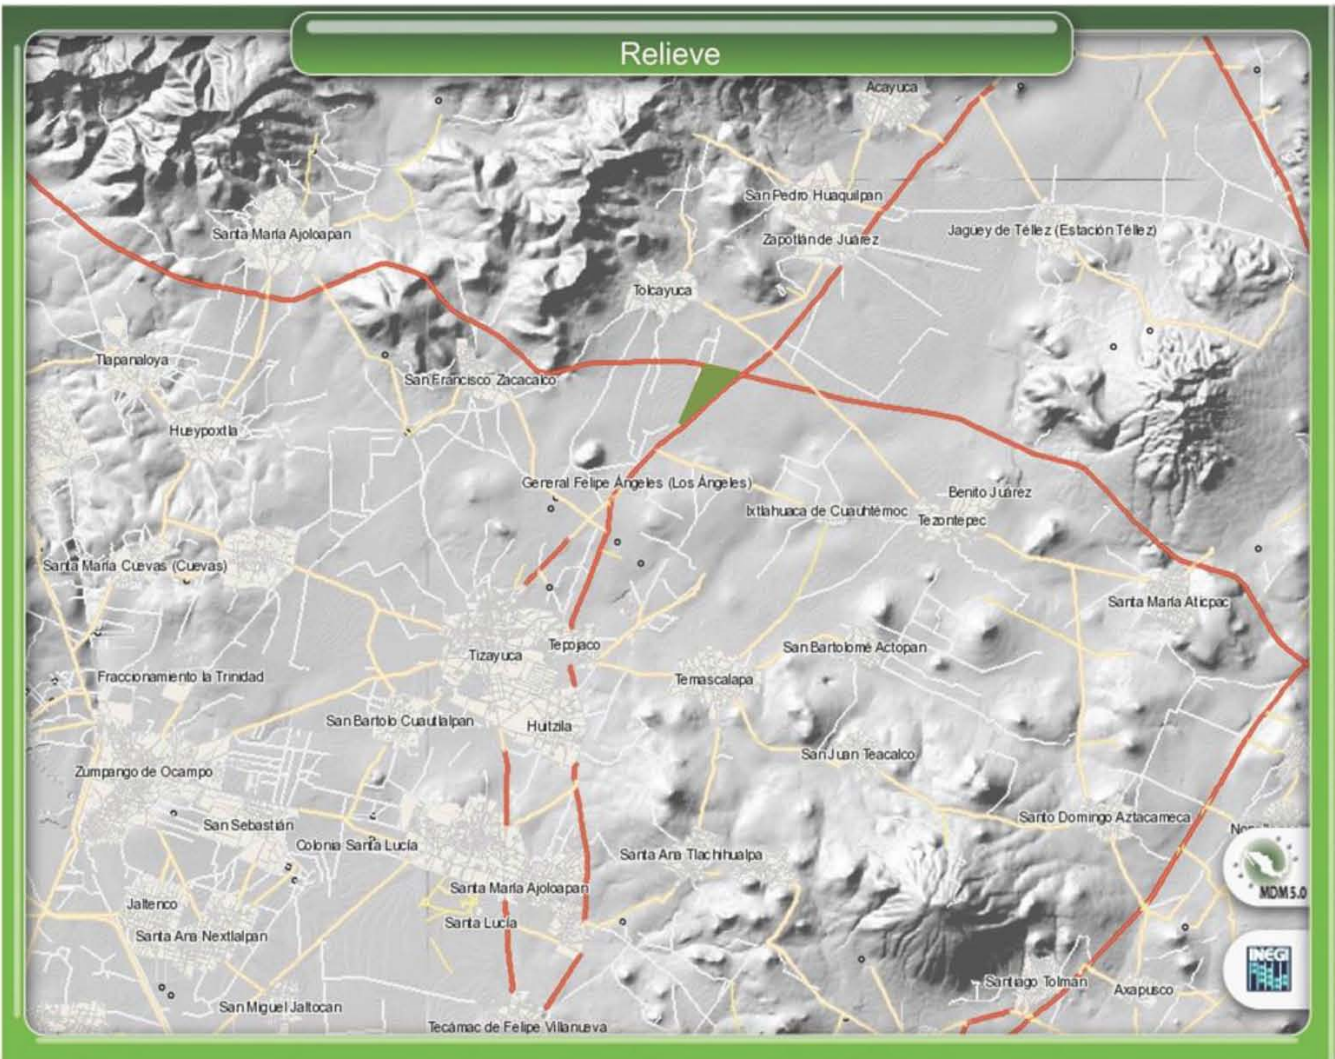 Relieve
Acayuca
San Pedro Huaquilpan
Santa María Ajoloapan
Zapotlán de Juárez
Jagüey de Téllez (Estación Téllez)
Tolcayuca
Tlapanaloya
San Francisco Zacacalco
Hueypoxtla
General Felipe Ángeles (Los Ángeles)
Benito Juárez
Ixtlahuaca de Cuauhtémoc
Tezontepec
Santa María Cuevas (Cuevas)
Santa María Aticpac
Tepojaco
San Bartolomé Actopan
Tizayuca
Fraccionamiento la Trinidad
Temascalapa
San Bartolo Cuautlalpan
Huitzila
San Juan Teacalco
Zumpango de Ocampo
Santo Domingo Aztacameca
San Sebastián
Colonia Santa Lucía
Santa Ana Tlachihualpa
MDM 5.0
Santa María Ajoloapan
Jaltenco
Santa Lucía
Santa Ana Nextlalpan
INEGI
Santiago Tolmán
Axapusco
San Miguel Jaltocan
Tecámac de Felipe Villanueva